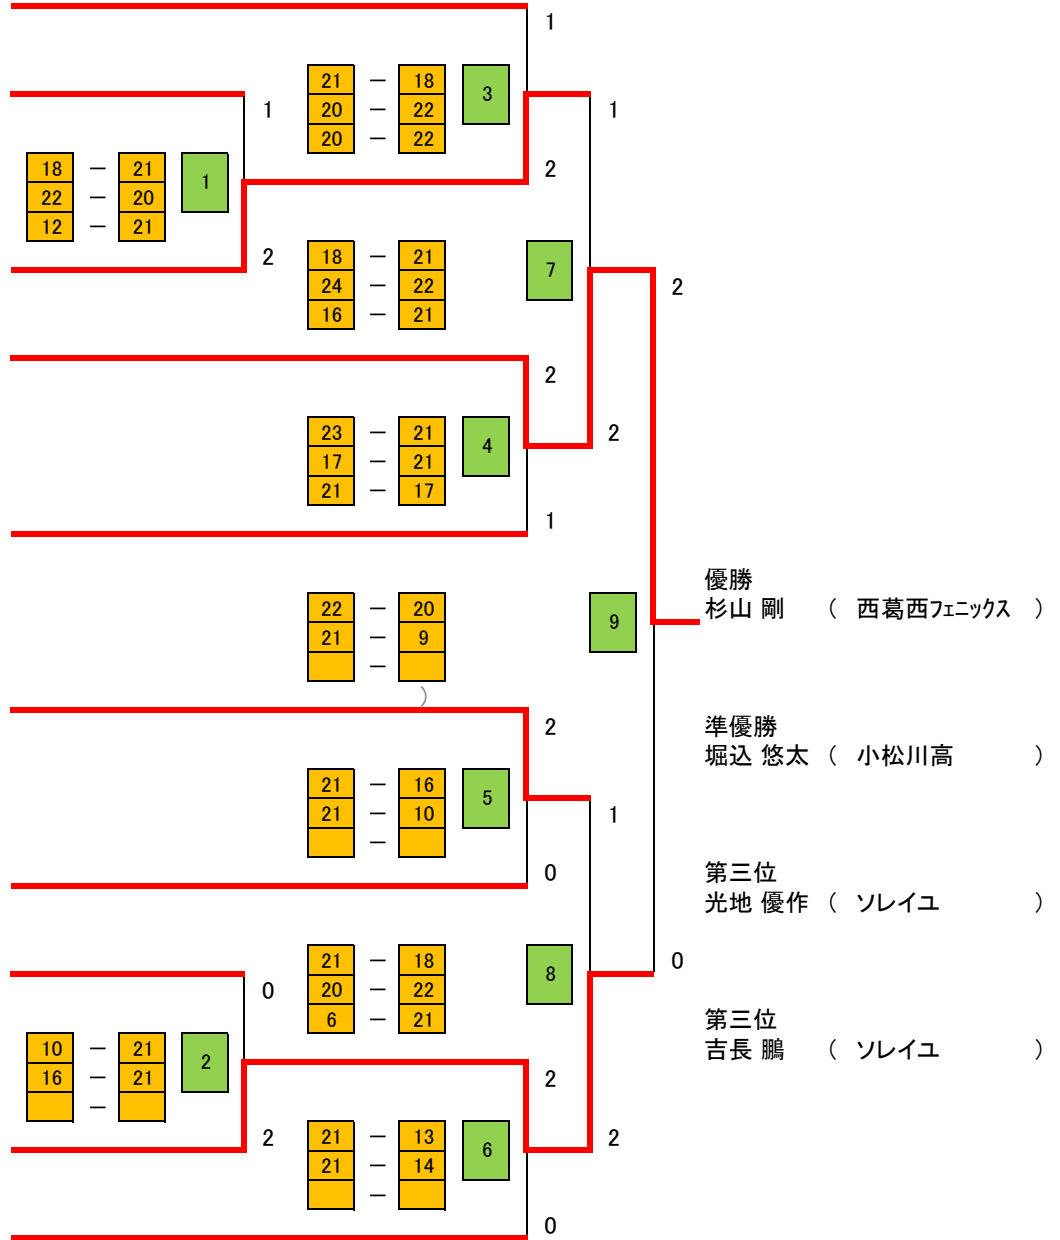 1
21 － 18 3
20 － 22
20 － 22
1
1
18 － 21 1
22 － 20
12 － 21
2
2
18 － 21 7
24 － 22
16 － 21
2
2
23 － 21 4
17 － 21
21 － 17
2
1
優勝
杉山 剛 （ 西葛西フェニックス ）
22 － 20 9
21 － 9
－
）
2
準優勝
堀込 悠太 （ 小松川高 ）
21 － 16 5
21 － 10
－
1
0
第三位
光地 優作 （ ソレイユ ）
21 － 18 8
20 － 22
6 － 21
0
0
第三位
吉長 鵬 （ ソレイユ ）
10 － 21 2
16 － 21
－
2
2
21 － 13 6
21 － 14
－
2
0